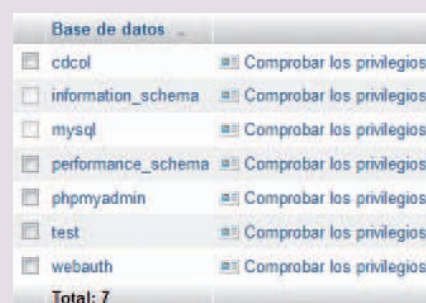 Base de datos
cdcol Comprobar los privilegios
information_schema Comprobar los privilegios
mysql Comprobar los privilegios
performance_schema Comprobar los privilegios
phpmyadmin Comprobar los privilegios
test Comprobar los privilegios
webauth Comprobar los privilegios
Total: 7